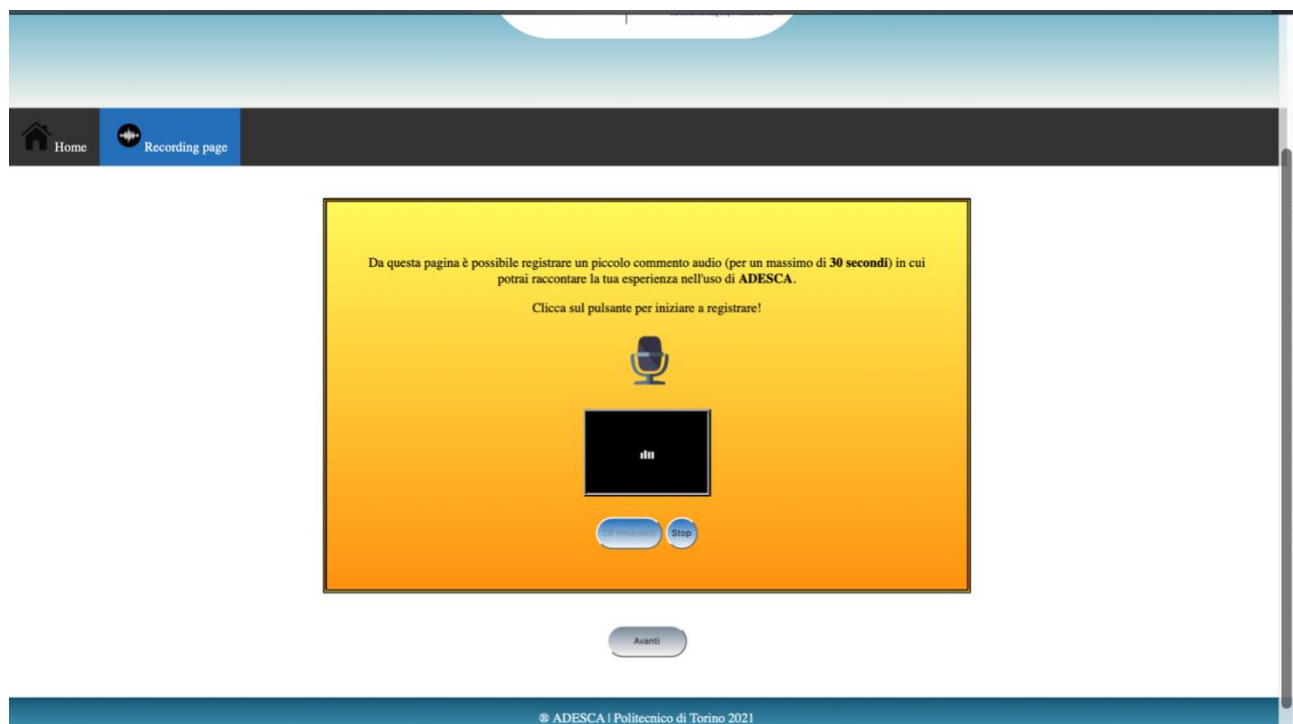 Home
Recording page
Da questa pagina è possibile registrare un piccolo commento audio (per un massimo di 30 secondi) in cui
potrai raccontare la tua esperienza nell'uso di ADESCA.
Clicca sul pulsante per iniziare a registrare!
29 rimanenti
Stop
Avanti
® ADESCA | Politecnico di Torino 2021